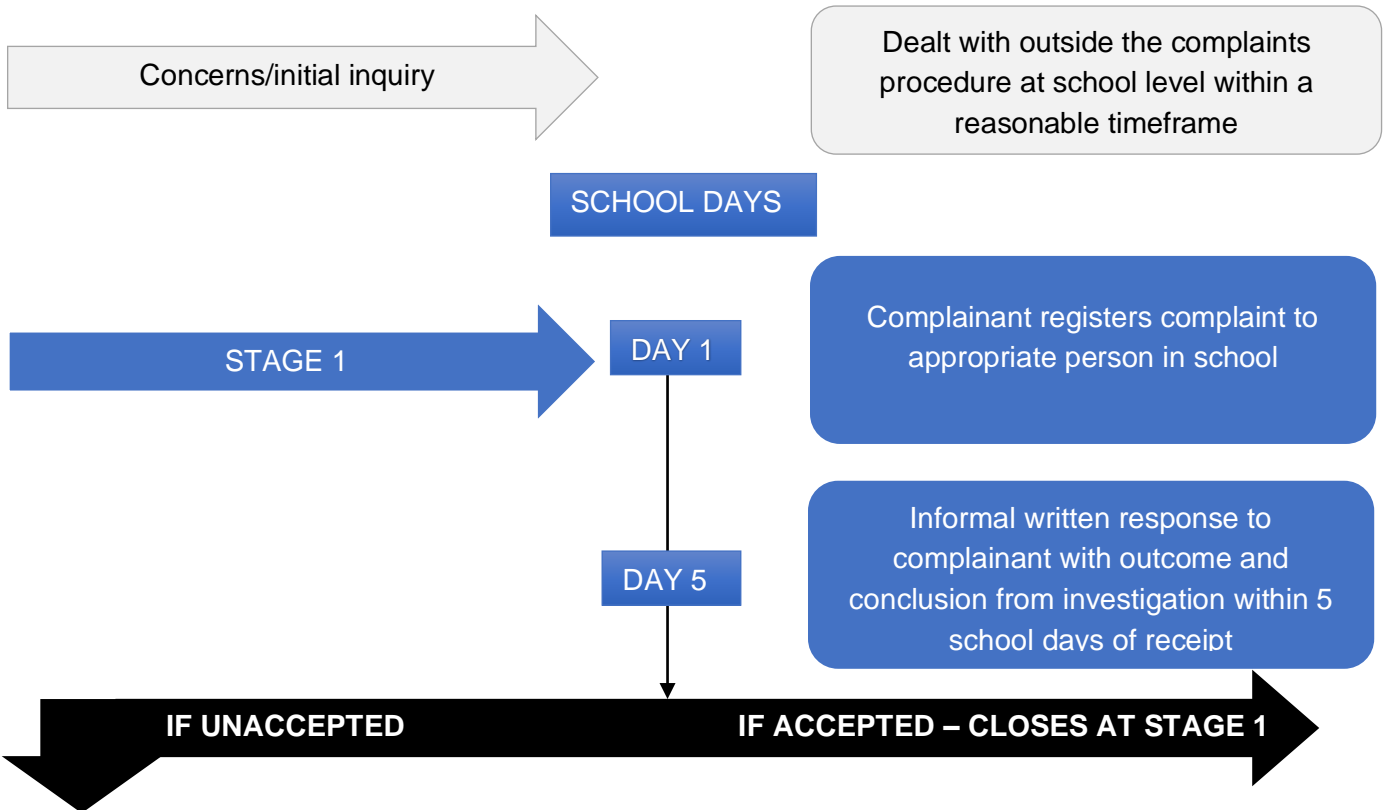 Concerns/initial inquiry
Dealt with outside the complaints
procedure at school level within a
reasonable timeframe
SCHOOL DAYS
STAGE 1
DAY 1
Complainant registers complaint to
appropriate person in school
DAY 5
Informal written response to
complainant with outcome and
conclusion from investigation within 5
school days of receipt
IF UNACCEPTED
IF ACCEPTED – CLOSES AT STAGE 1